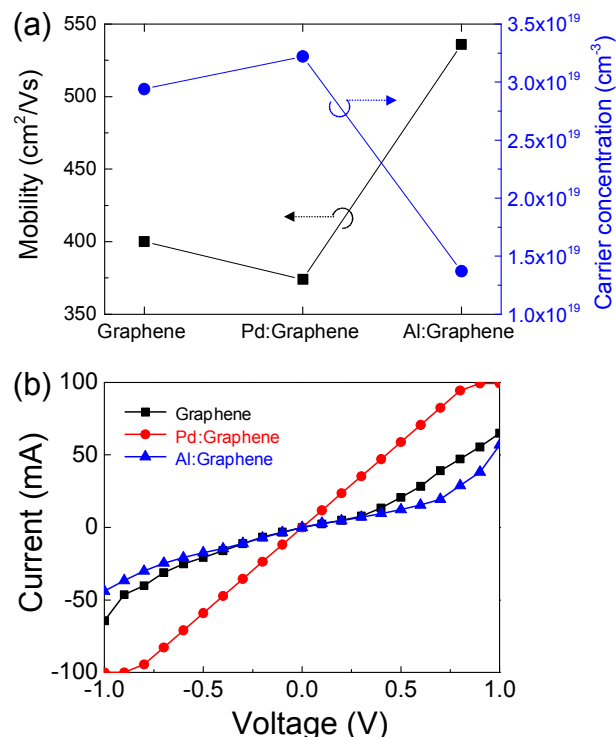 (a)
550
500
450
400
350
Mobility (cm²/Vs)
3.5x10¹⁹
3.0x10¹⁹
2.5x10¹⁹
2.0x10¹⁹
1.5x10¹⁹
1.0x10¹⁹
Carrier concentration (cm⁻³)
Graphene Pd:Graphene Al:Graphene
(b)
100
50
0
-50
-100
Current (mA)
Graphene
Pd:Graphene
Al:Graphene
-1.0 -0.5 0.0 0.5 1.0
Voltage (V)